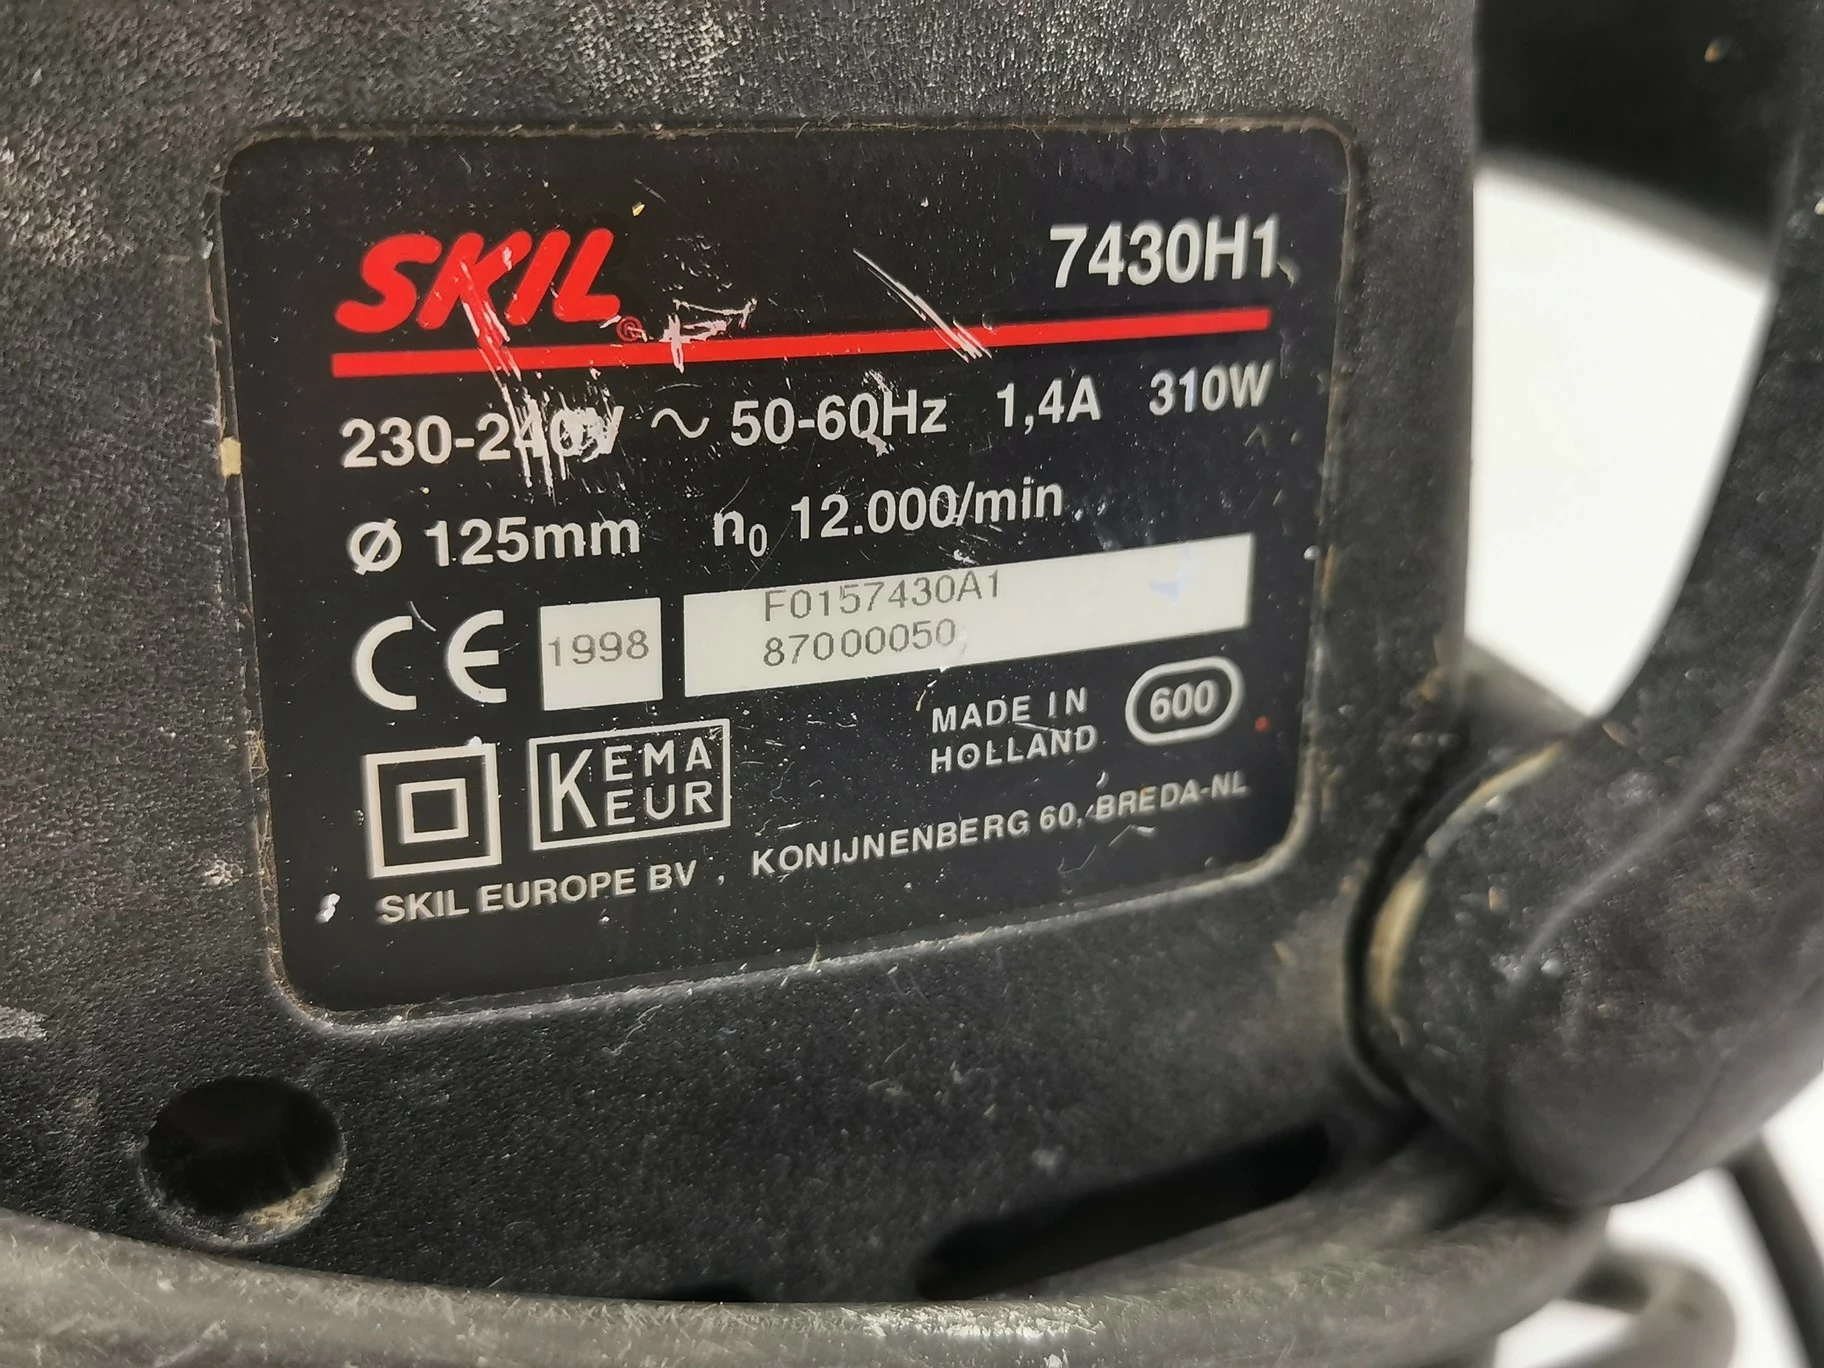 SKIL® 7430H1
230-240V ~ 50-60Hz 1,4A 310W
Ø 125mm n₀ 12.000/min
CE 1998 F0157430A1
87000050
KEMA
KEUR
MADE IN
HOLLAND
600
SKIL EUROPE BV . KONIJNENBERG 60, BREDA-NL